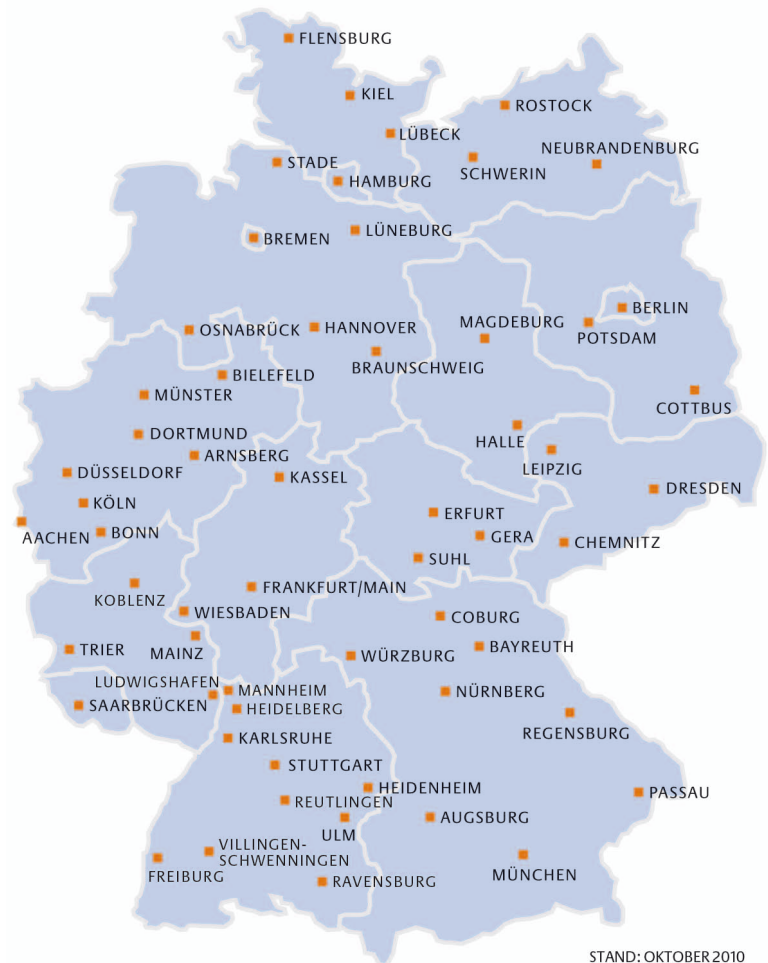 FLENSBURG
KIEL
ROSTOCK
LÜBECK
NEUBRANDENBURG
STADE
SCHWERIN
HAMBURG
LÜNEBURG
BREMEN
BERLIN
OSNABRÜCK
HANNOVER
MAGDEBURG
POTSDAM
BRAUNSCHWEIG
BIELEFELD
MÜNSTER
COTTBUS
DORTMUND
HALLE
ARNSBERG
LEIPZIG
DÜSSELDORF
KASSEL
DRESDEN
KÖLN
ERFURT
AACHEN
BONN
GERA
CHEMNITZ
SUHL
FRANKFURT/MAIN
KOBLENZ
WIESBADEN
COBURG
TRIER
MAINZ
BAYREUTH
WÜRZBURG
LUDWIGSHAFEN
MANNHEIM
NÜRNBERG
SAARBRÜCKEN
HEIDELBERG
REGENSBURG
KARLSRUHE
STUTTGART
HEIDENHEIM
PASSAU
REUTLINGEN
AUGSBURG
ULM
VILLINGEN-
SCHWENNINGEN
FREIBURG
MÜNCHEN
RAVENSBURG
STAND: OKTOBER 2010